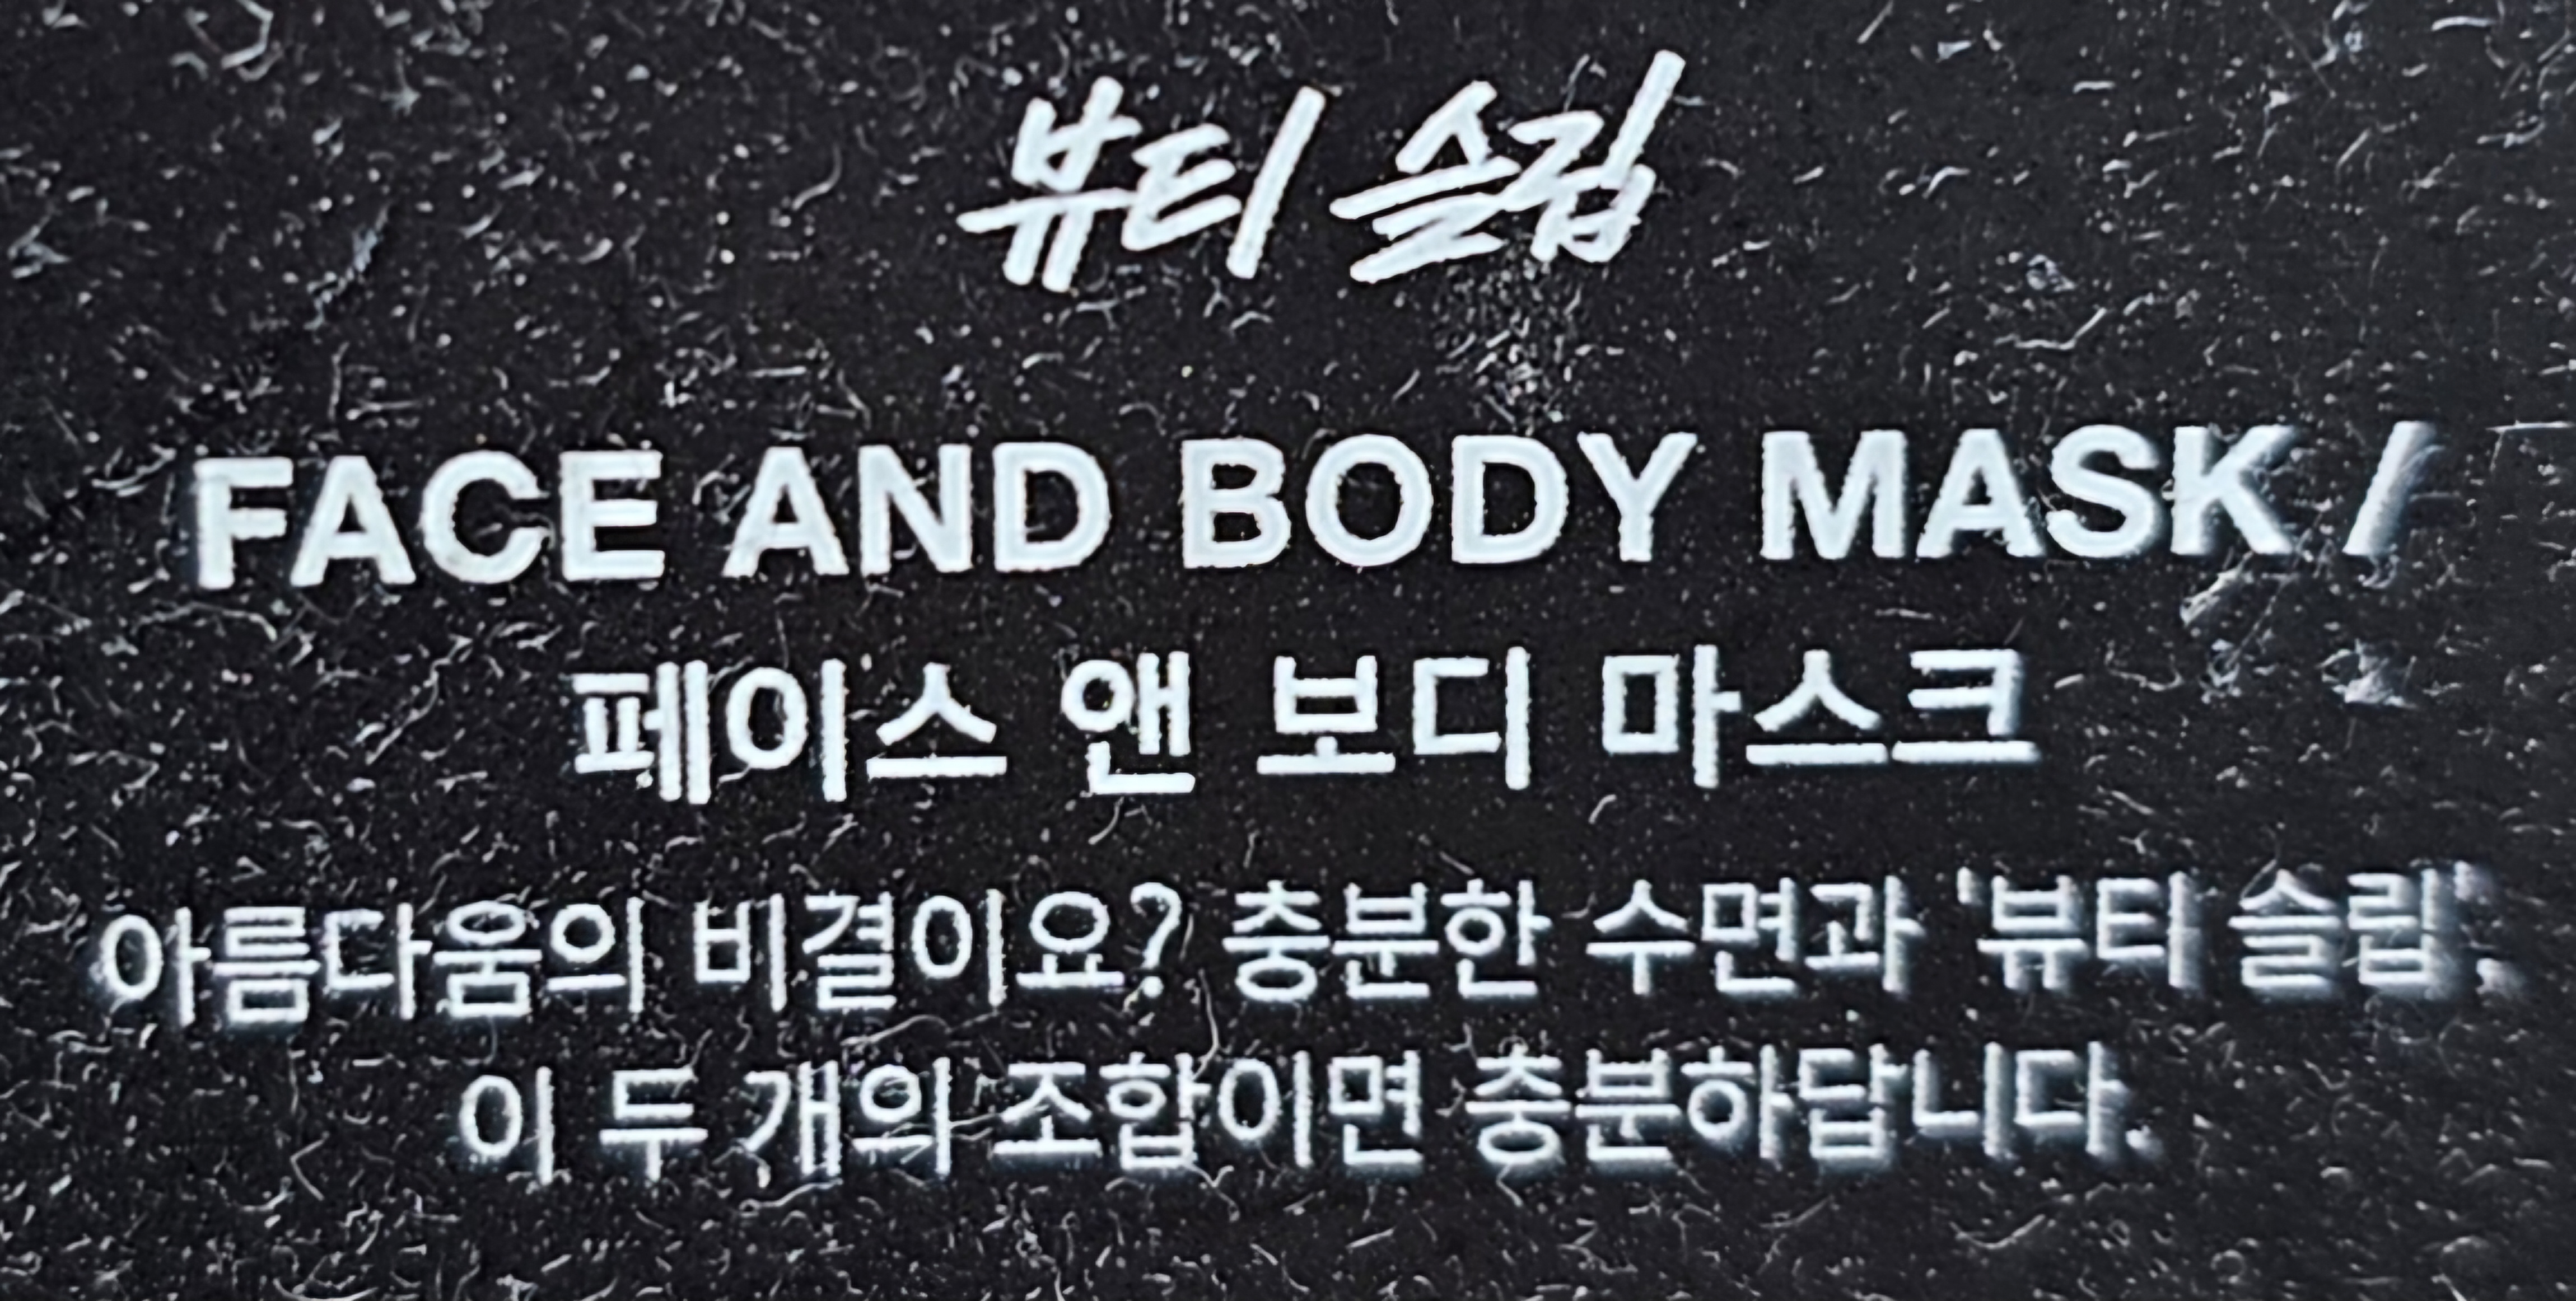 뷰티 슬립
FACE AND BODY MASK /
페이스 앤 보디 마스크
아름다움의 비결이요? 충분한 수면과 '뷰티 슬립',
이 두 개의 조합이면 충분하답니다.